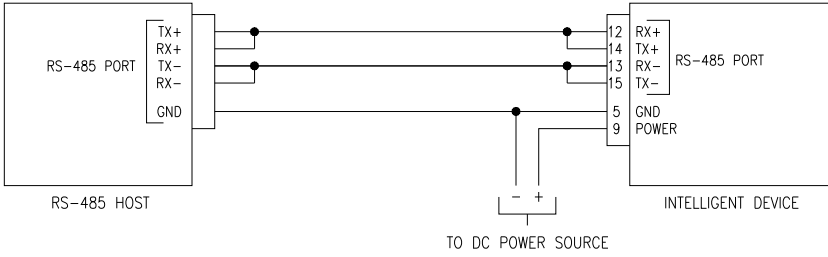 TX+
RX+
TX-
RX-
GND
RS-485 PORT
RS-485 HOST
12 RX+
14 TX+
13 RX-
15 TX-
5 GND
9 POWER
RS-485 PORT
INTELLIGENT DEVICE
- +
TO DC POWER SOURCE